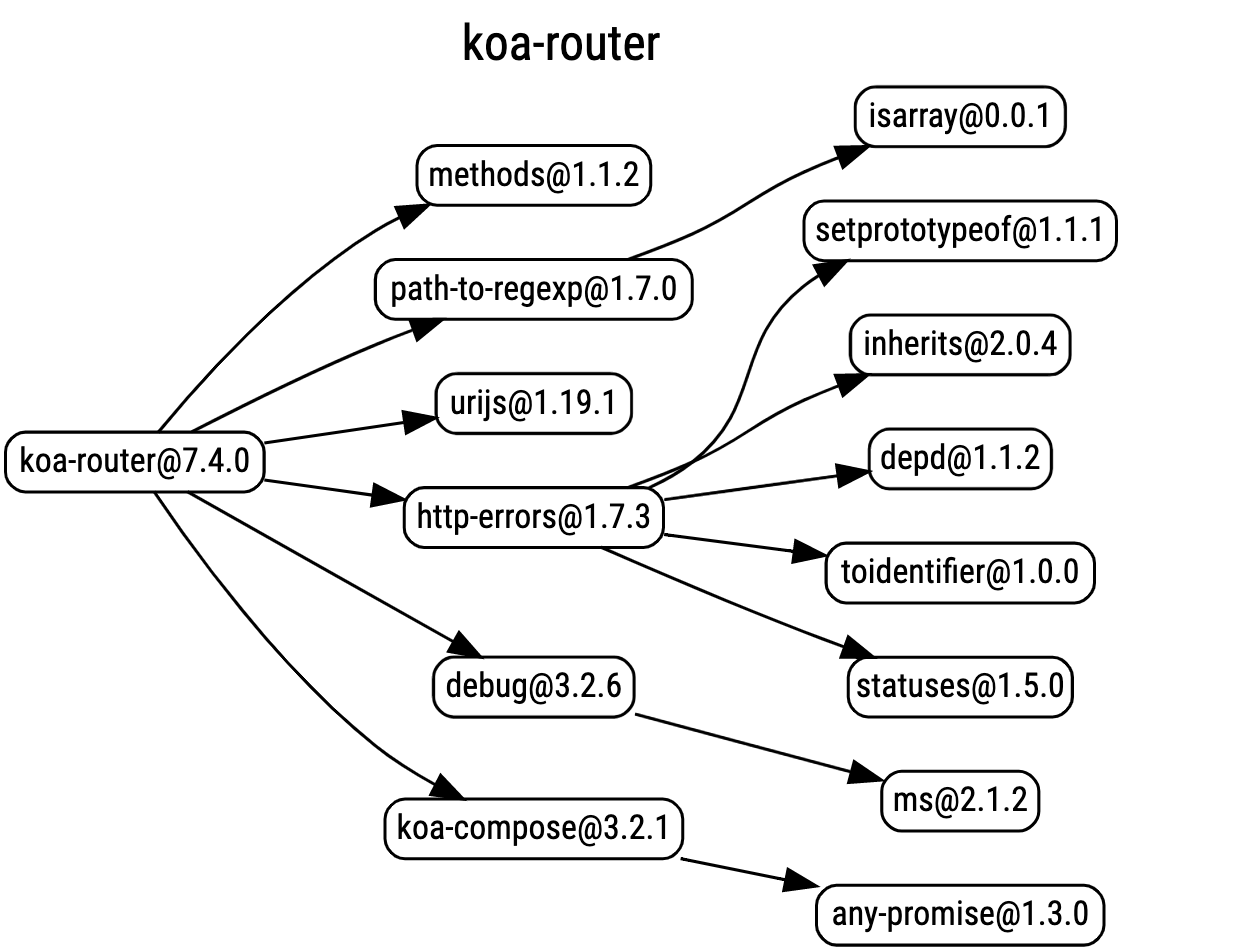 koa-router
isarray@0.0.1
methods@1.1.2
setprototypeof@1.1.1
path-to-regexp@1.7.0
inherits@2.0.4
urijs@1.19.1
depd@1.1.2
koa-router@7.4.0
http-errors@1.7.3
toidentifier@1.0.0
debug@3.2.6
statuses@1.5.0
ms@2.1.2
koa-compose@3.2.1
any-promise@1.3.0